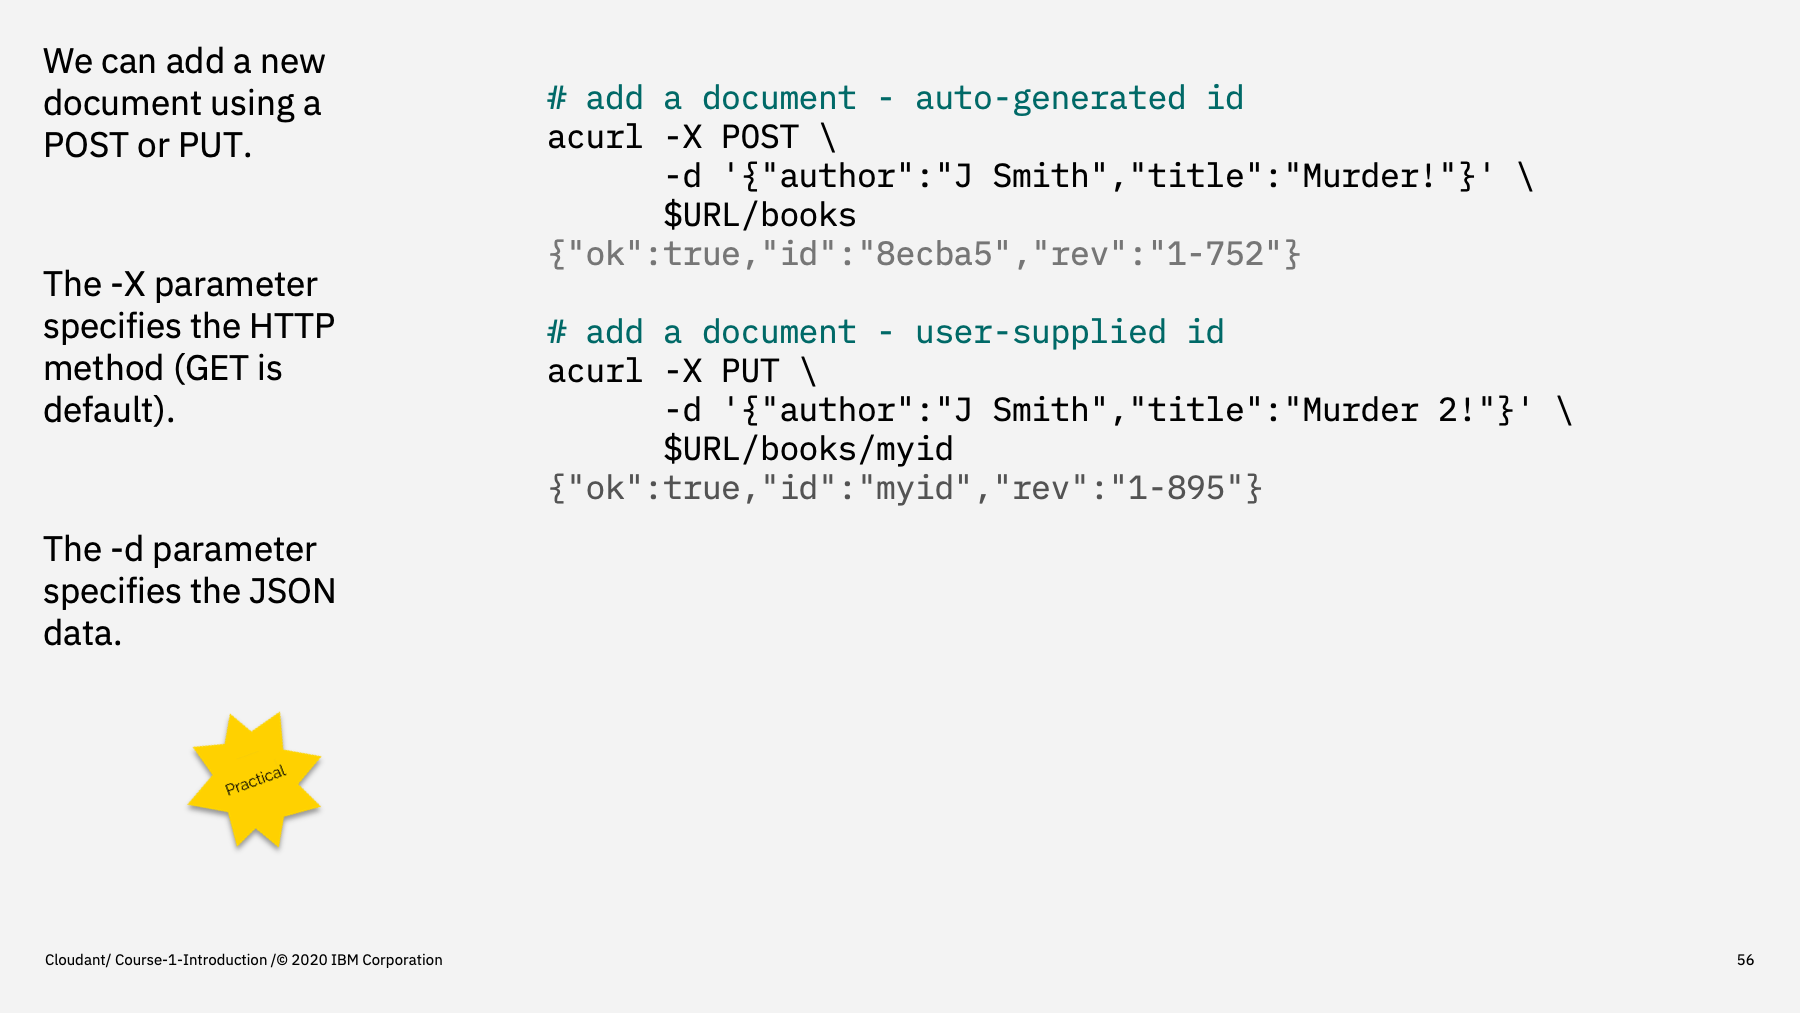 We can add a new
document using a
POST or PUT.
The -X parameter
specifies the HTTP
method (GET is
default).
The -d parameter
specifies the JSON
data.
Practical
# add a document - auto-generated id
acurl -X POST \
-d '{"author":"J Smith","title":"Murder!"}' \
$URL/books
{"ok":true,"id":"8ecba5","rev":"1-752"}
# add a document - user-supplied id
acurl -X PUT \
-d '{"author":"J Smith","title":"Murder 2!"}' \
$URL/books/myid
{"ok":true,"id":"myid","rev":"1-895"}
Cloudant/ Course-1-Introduction /© 2020 IBM Corporation
56